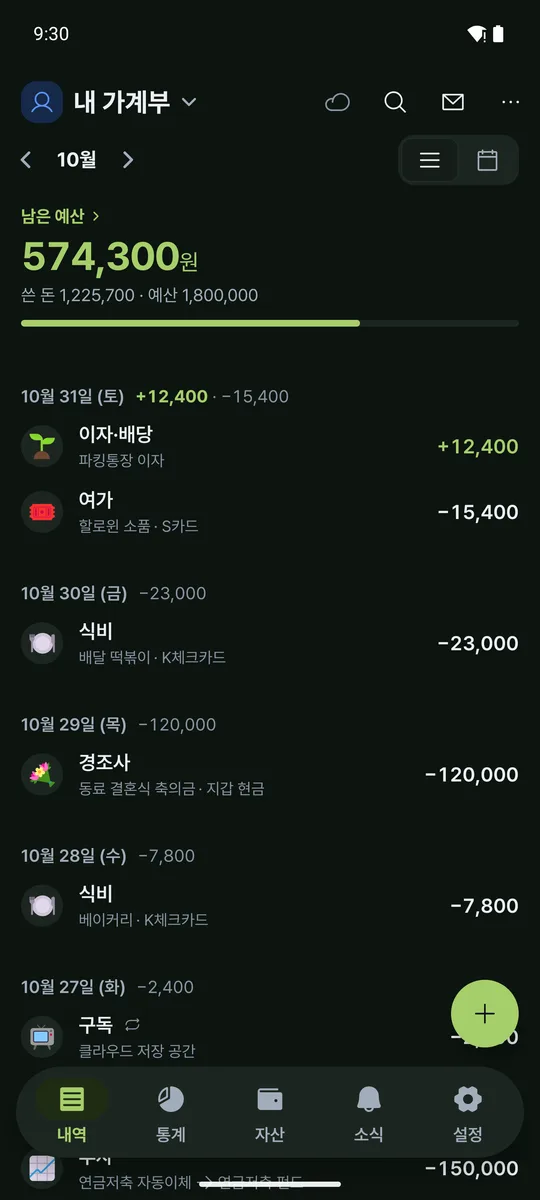 9:30
내 가계부
10월
남은 예산
574,300원
쓴 돈 1,225,700 · 예산 1,800,000
10월 31일 (토) +12,400 · −15,400
이자·배당
+12,400
파킹통장 이자
여가
−15,400
할로윈 소품 · S카드
10월 30일 (금) −23,000
식비
−23,000
배달 떡볶이 · K체크카드
10월 29일 (목) −120,000
경조사
−120,000
동료 결혼식 축의금 · 지갑 현금
10월 28일 (수) −7,800
식비
−7,800
베이커리 · K체크카드
10월 27일 (화) −2,400
구독
클라우드 저장 공간
내역
통계
자산
소식
설정
−150,000
연금저축 자동이체 → 연금저축 펀드